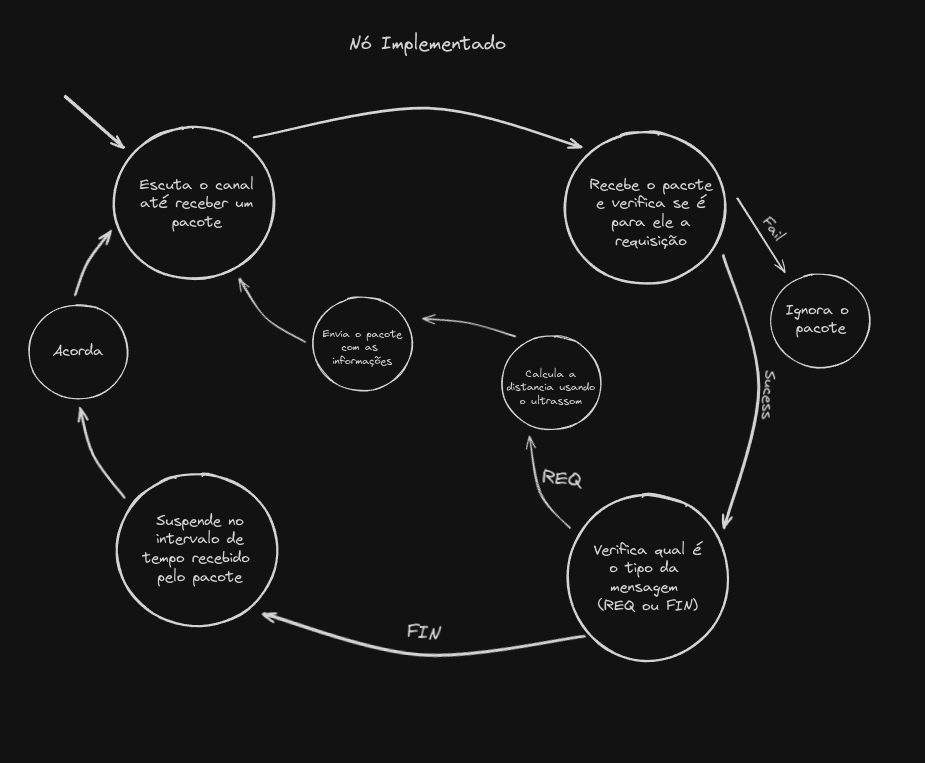 Nó Implementado
Escuta o canal
até receber um
pacote
Recebe o pacote
e verifica se é
para ele a
requisição
Fail
Ignora o
pacote
Sucess
Envia o pacote
com as
informações
Calcula a
distancia usando
o ultrassom
Acorda
REQ
Suspende no
intervalo de
tempo recebido
pelo pacote
Verifica qual é
o tipo da
mensagem
(REQ ou FIN)
FIN